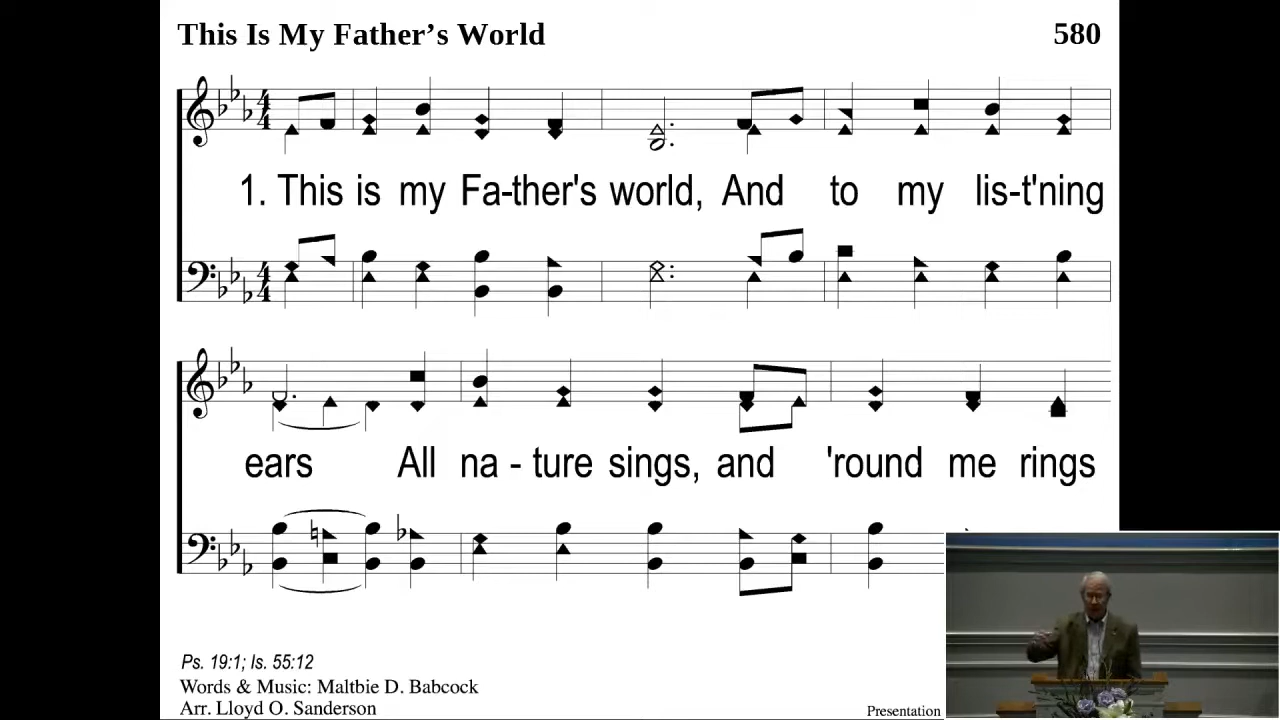 This Is My Father’s World 580
1. This is my Fa-ther's world, And to my lis-t'ning
ears All na - ture sings, and 'round me rings
Ps. 19:1; Is. 55:12
Words & Music: Maltbie D. Babcock
Arr. Lloyd O. Sanderson
Presentation